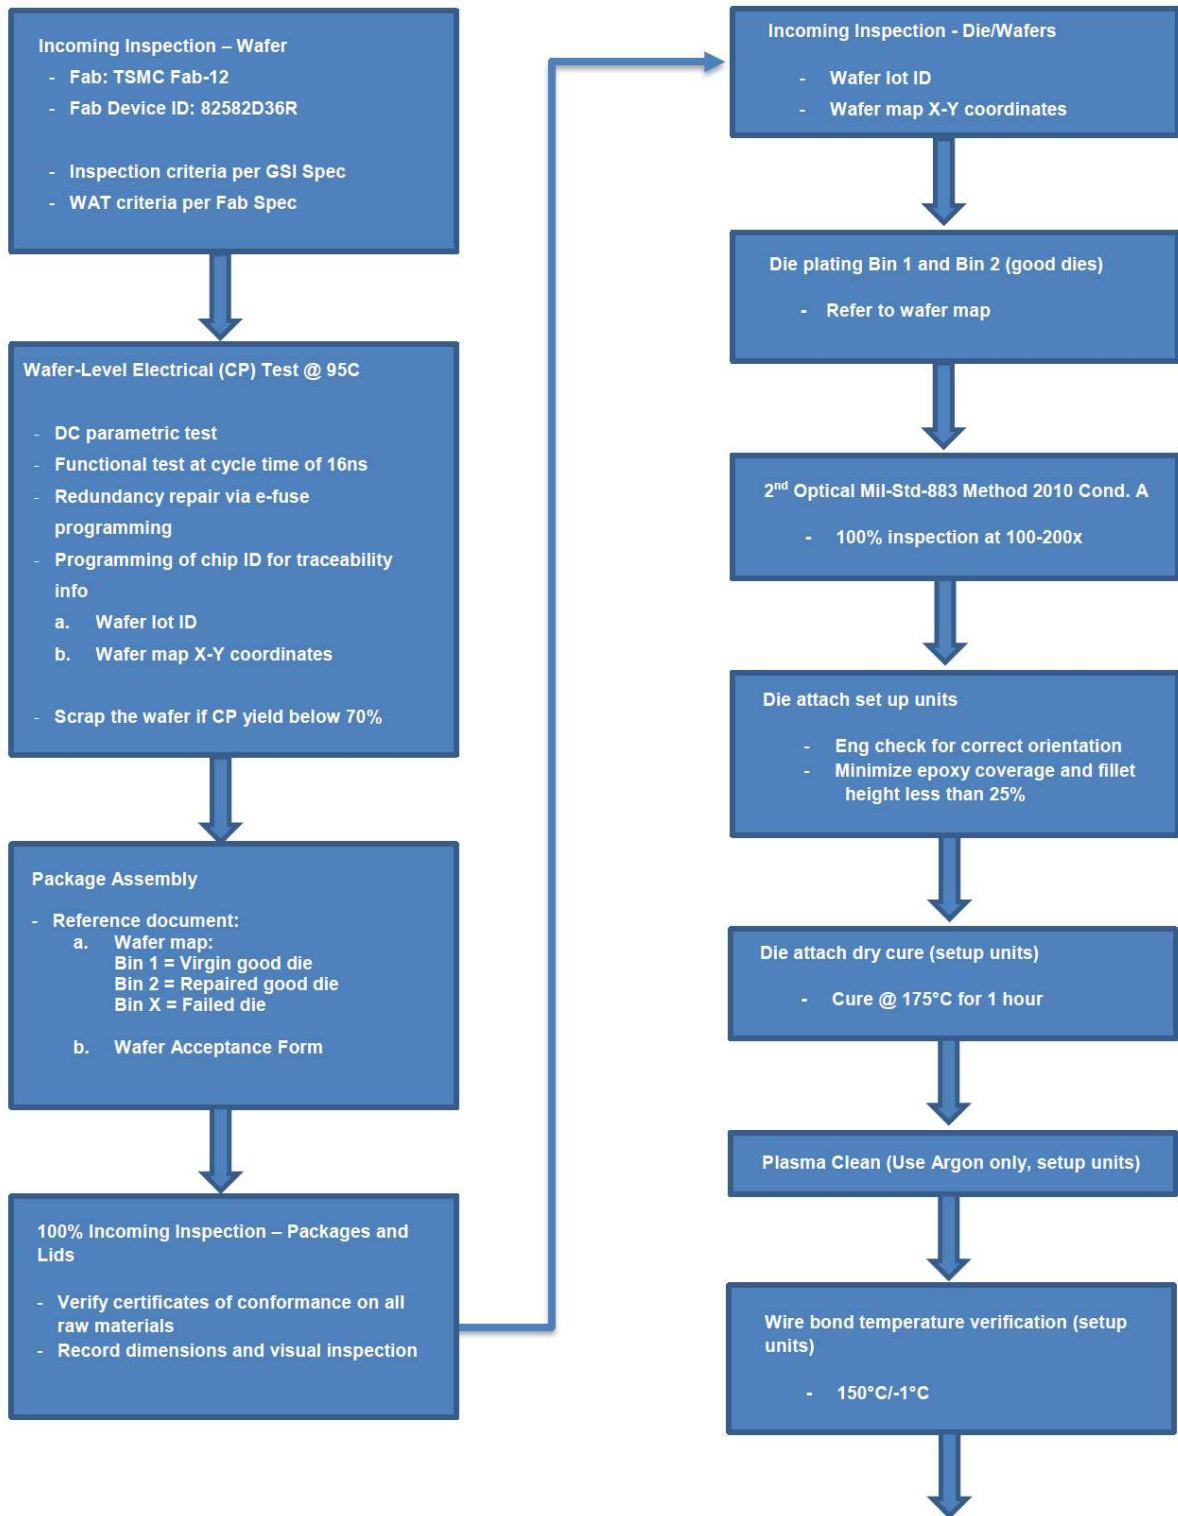 Incoming Inspection – Wafer
- Fab: TSMC Fab-12
- Fab Device ID: 82582D36R
- Inspection criteria per GSI Spec
- WAT criteria per Fab Spec
Wafer-Level Electrical (CP) Test @ 95C
- DC parametric test
- Functional test at cycle time of 16ns
- Redundancy repair via e-fuse
programming
- Programming of chip ID for traceability
info
a. Wafer lot ID
b. Wafer map X-Y coordinates
- Scrap the wafer if CP yield below 70%
Package Assembly
- Reference document:
a. Wafer map:
Bin 1 = Virgin good die
Bin 2 = Repaired good die
Bin X = Failed die
b. Wafer Acceptance Form
100% Incoming Inspection – Packages and
Lids
- Verify certificates of conformance on all
raw materials
- Record dimensions and visual inspection
Incoming Inspection - Die/Wafers
- Wafer lot ID
- Wafer map X-Y coordinates
Die plating Bin 1 and Bin 2 (good dies)
- Refer to wafer map
2nd Optical Mil-Std-883 Method 2010 Cond. A
- 100% inspection at 100-200x
Die attach set up units
- Eng check for correct orientation
- Minimize epoxy coverage and fillet
height less than 25%
Die attach dry cure (setup units)
- Cure @ 175°C for 1 hour
Plasma Clean (Use Argon only, setup units)
Wire bond temperature verification (setup
units)
- 150°C/-1°C